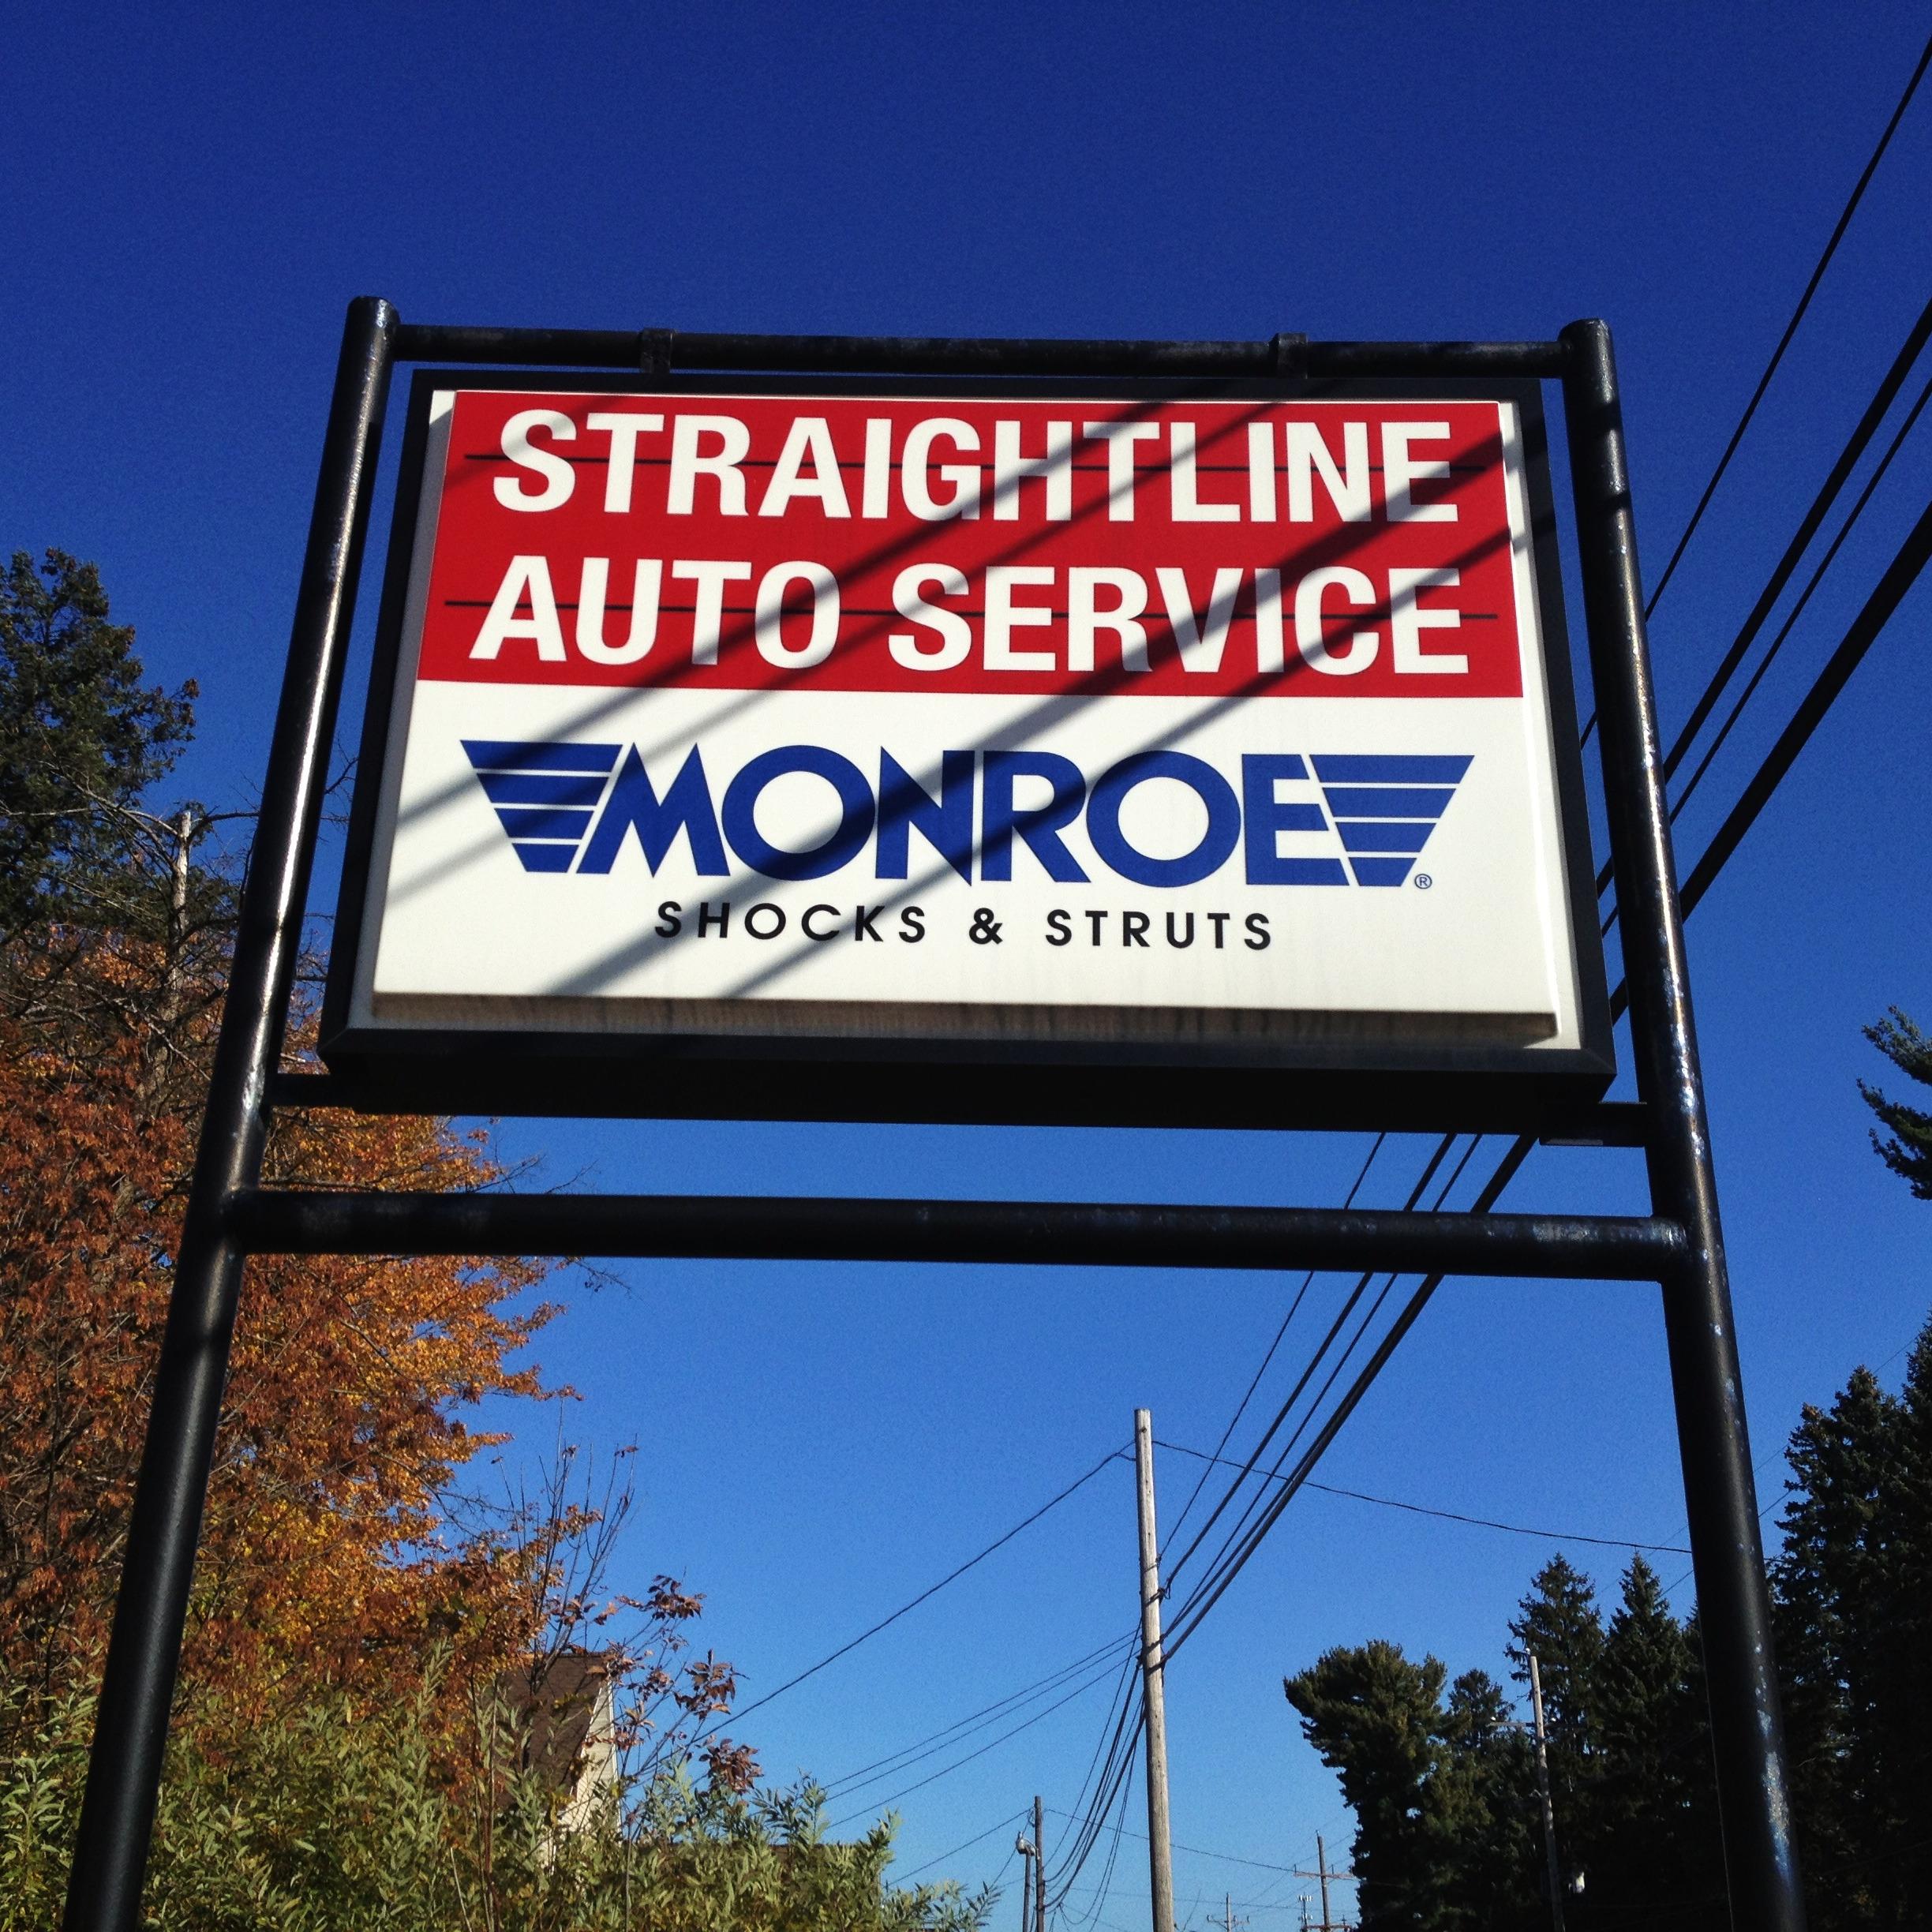 STRAIGHTLINE
AUTO SERVICE
MONROE®
SHOCKS & STRUTS